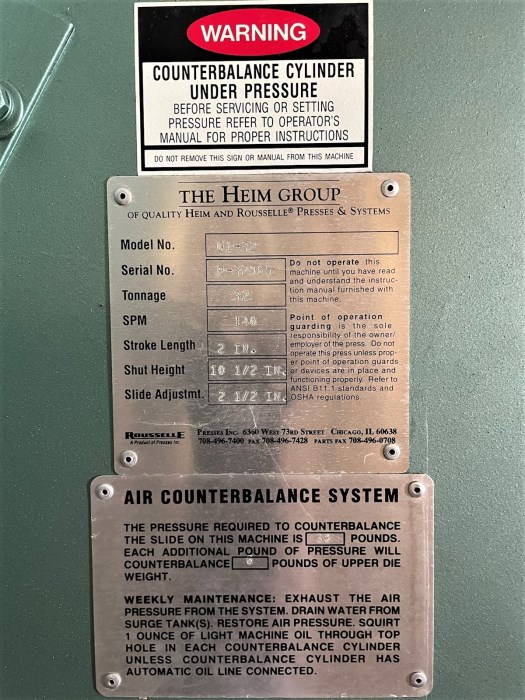 WARNING
COUNTERBALANCE CYLINDER
UNDER PRESSURE
BEFORE SERVICING OR SETTING
PRESSURE REFER TO OPERATOR'S
MANUAL FOR PROPER INSTRUCTIONS
DO NOT REMOVE THIS SIGN OR MANUAL FROM THIS MACHINE
THE HEIM GROUP
OF QUALITY HEIM AND ROUSSELLE® PRESSES & SYSTEMS
Model No.
Serial No.
Tonnage 32
SPM
Stroke Length 2 IN.
Shut Height 10 1/2 IN.
Slide Adjustmt. 2 1/2 IN.
Do not operate this
machine until you have read
and understand the instruc-
tion manual furnished with
this machine.
Point of operation
guarding is the sole
responsibility of the owner/
employer of the press. Do not
operate this press unless prop-
er point of operation guards
or devices are in place and
functioning properly. Refer to
ANSI B11.1 standards and
OSHA regulations.
ROUSSELLE
A Product of Presses Inc.
PRESSES INC. 6360 WEST 73RD STREET CHICAGO, IL 60638
708-496-7400 FAX 708-496-7428 PARTS FAX 708-496-0708
AIR COUNTERBALANCE SYSTEM
THE PRESSURE REQUIRED TO COUNTERBALANCE
THE SLIDE ON THIS MACHINE IS POUNDS.
EACH ADDITIONAL POUND OF PRESSURE WILL
COUNTERBALANCE POUNDS OF UPPER DIE
WEIGHT.
WEEKLY MAINTENANCE: EXHAUST THE AIR
PRESSURE FROM THE SYSTEM. DRAIN WATER FROM
SURGE TANK(S). RESTORE AIR PRESSURE. SQUIRT
1 OUNCE OF LIGHT MACHINE OIL THROUGH TOP
HOLE IN EACH COUNTERBALANCE CYLINDER
UNLESS COUNTERBALANCE CYLINDER HAS
AUTOMATIC OIL LINE CONNECTED.